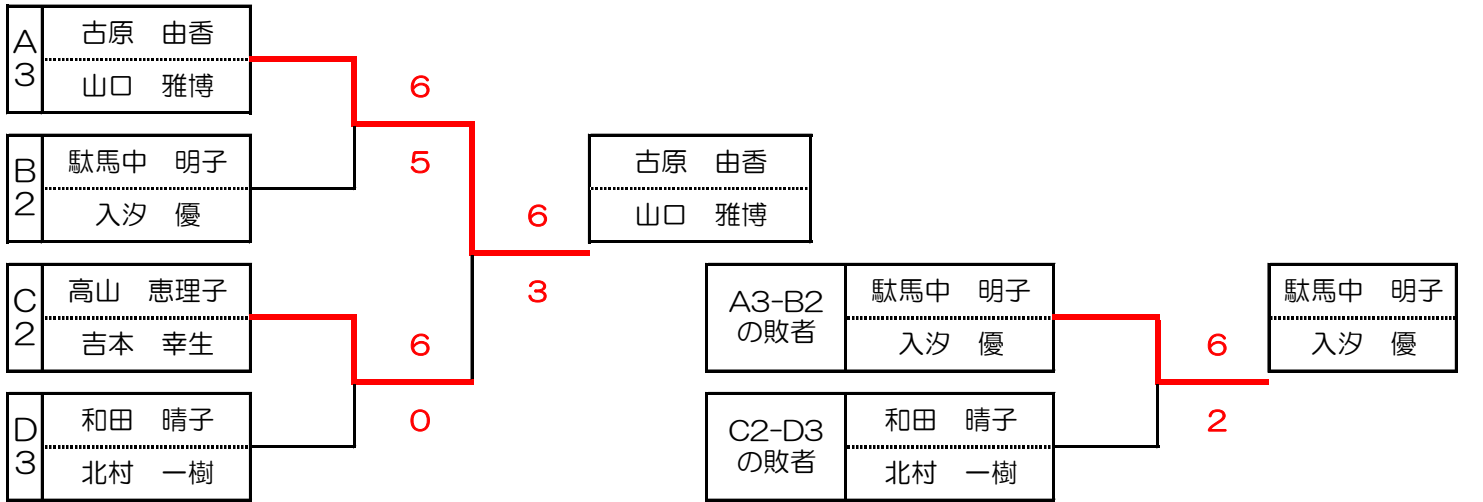 A3
古原 由香
山口 雅博
6
B2
駄馬中 明子
入汐 優
5
6
古原 由香
山口 雅博
C2
高山 恵理子
吉本 幸生
3
6
D3
和田 晴子
北村 一樹
0
A3-B2
の敗者
駄馬中 明子
入汐 優
6
駄馬中 明子
入汐 優
C2-D3
の敗者
和田 晴子
北村 一樹
2